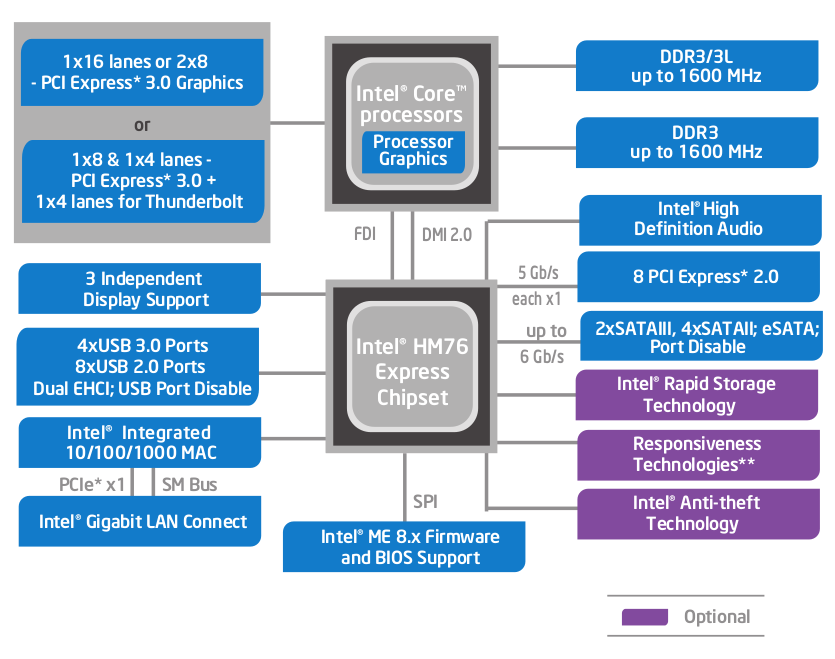 1x16 lanes or 2x8
- PCI Express* 3.0 Graphics
or
1x8 & 1x4 lanes -
PCI Express* 3.0 +
1x4 lanes for Thunderbolt
Intel® Core™
processors
Processor
Graphics
DDR3/3L
up to 1600 MHz
DDR3
up to 1600 MHz
FDI
DMI 2.0
Intel® High
Definition Audio
5 Gb/s
each x1
8 PCI Express* 2.0
up to
6 Gb/s
2xSATAIII, 4xSATAII; eSATA;
Port Disable
3 Independent
Display Support
4xUSB 3.0 Ports
8xUSB 2.0 Ports
Dual EHCI; USB Port Disable
Intel® HM76
Express
Chipset
Intel® Rapid Storage
Technology
Intel® Integrated
10/100/1000 MAC
Responsiveness
Technologies**
PCIe* x1
SM Bus
Intel® Gigabit LAN Connect
SPI
Intel® ME 8.x Firmware
and BIOS Support
Intel® Anti-theft
Technology
Optional